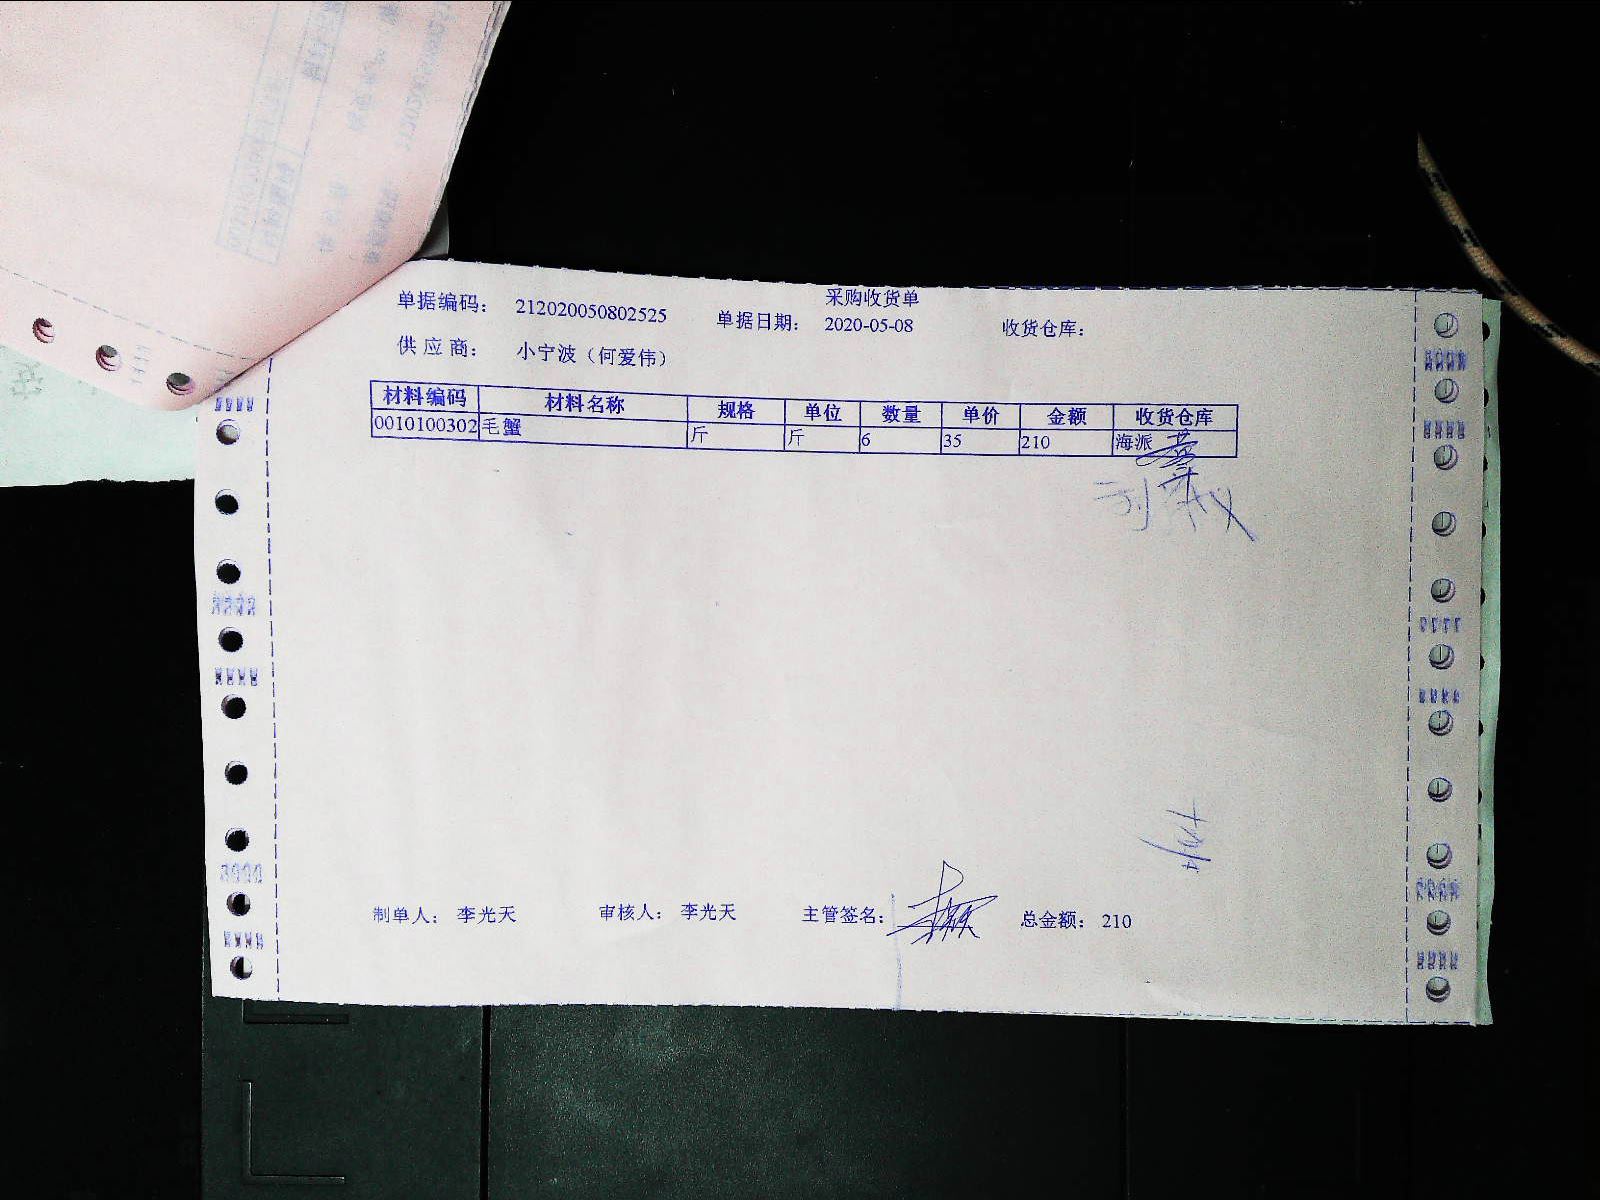 采购收货单
单据编码： 212020050802525 单据日期： 2020-05-08 收货仓库：
供 应 商： 小宁波（何爱伟）
材料编码 材料名称 规格 单位 数量 单价 金额 收货仓库
0010100302 毛蟹 斤 斤 6 35 210 海派
制单人： 李光天 审核人： 李光天 主管签名： 总金额： 210